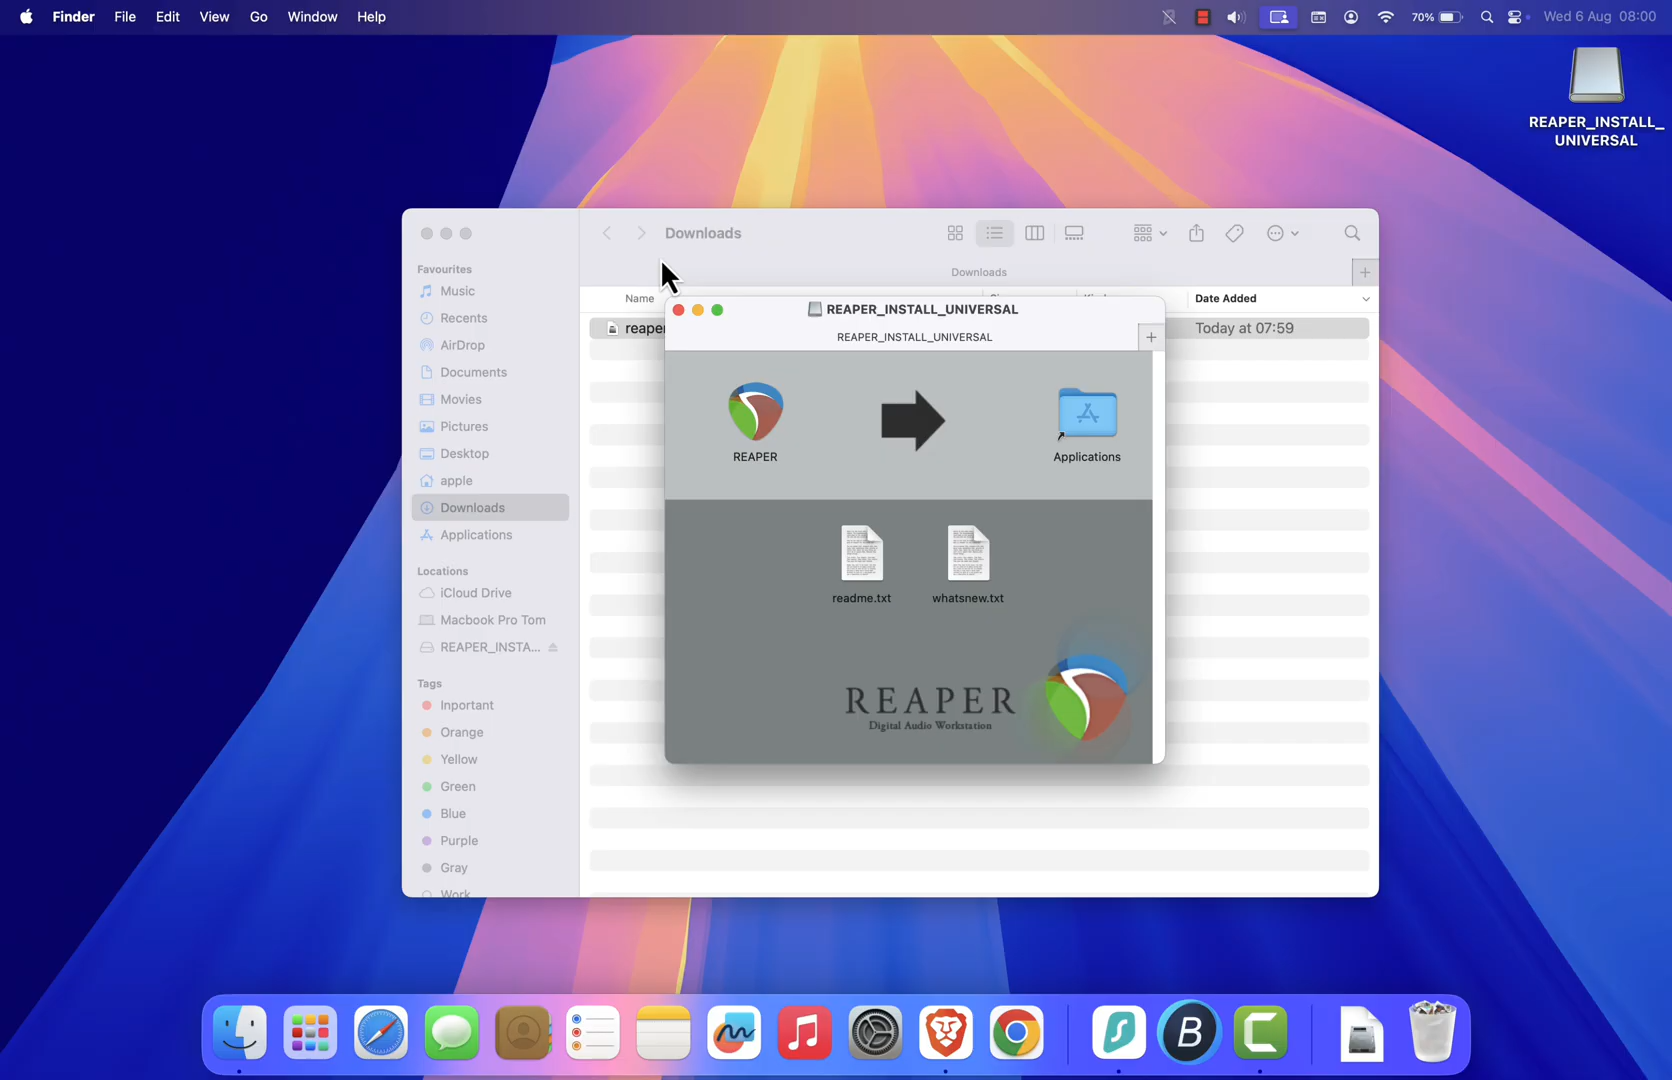 Finder File Edit View Go Window Help
70%
Wed 6 Aug 08:00
REAPER_INSTALL_
UNIVERSAL
Downloads
Downloads
Favourites
Music
Recents
AirDrop
Documents
Movies
Pictures
Desktop
apple
Downloads
Applications
Locations
iCloud Drive
Macbook Pro Tom
REAPER_INSTA...
Tags
Inportant
Orange
Yellow
Green
Blue
Purple
Gray
Work
Name
Date Added
reaper
Today at 07:59
REAPER_INSTALL_UNIVERSAL
REAPER_INSTALL_UNIVERSAL
REAPER
Applications
readme.txt
whatsnew.txt
REAPER
Digital Audio Workstation
B